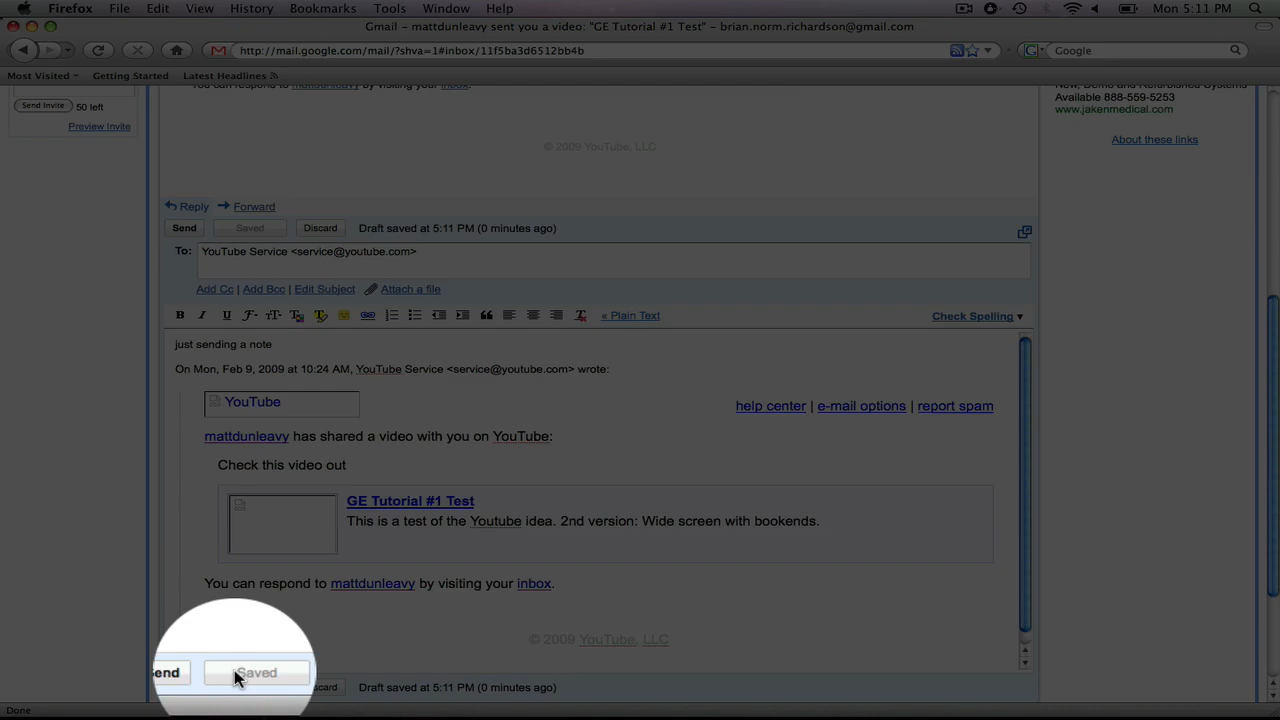 Firefox File Edit View History Bookmarks Tools Window Help Mon 5:11 PM
Gmail – mattdunleavy sent you a video: "GE Tutorial #1 Test" – brian.norm.richardson@gmail.com
http://mail.google.com/mail/?shva=1#inbox/11f5ba3d6512bb4b
Google
Most Visited Getting Started Latest Headlines
You can respond to mattdunleavy by visiting your inbox.
New, Demo and Refurbished Systems
Available 888-559-5253
www.jakenmedical.com
Send Invite 50 left
Preview Invite
About these links
© 2009 YouTube, LLC
Reply Forward
Send Saved Discard Draft saved at 5:11 PM (0 minutes ago)
To: YouTube Service <service@youtube.com>
Add Cc | Add Bcc | Edit Subject Attach a file
B I U « Plain Text Check Spelling ▼
just sending a note
On Mon, Feb 9, 2009 at 10:24 AM, YouTube Service <service@youtube.com> wrote:
YouTube
help center | e-mail options | report spam
mattdunleavy has shared a video with you on YouTube:
Check this video out
GE Tutorial #1 Test
This is a test of the Youtube idea. 2nd version: Wide screen with bookends.
You can respond to mattdunleavy by visiting your inbox.
© 2009 YouTube, LLC
end Saved card Draft saved at 5:11 PM (0 minutes ago)
Done